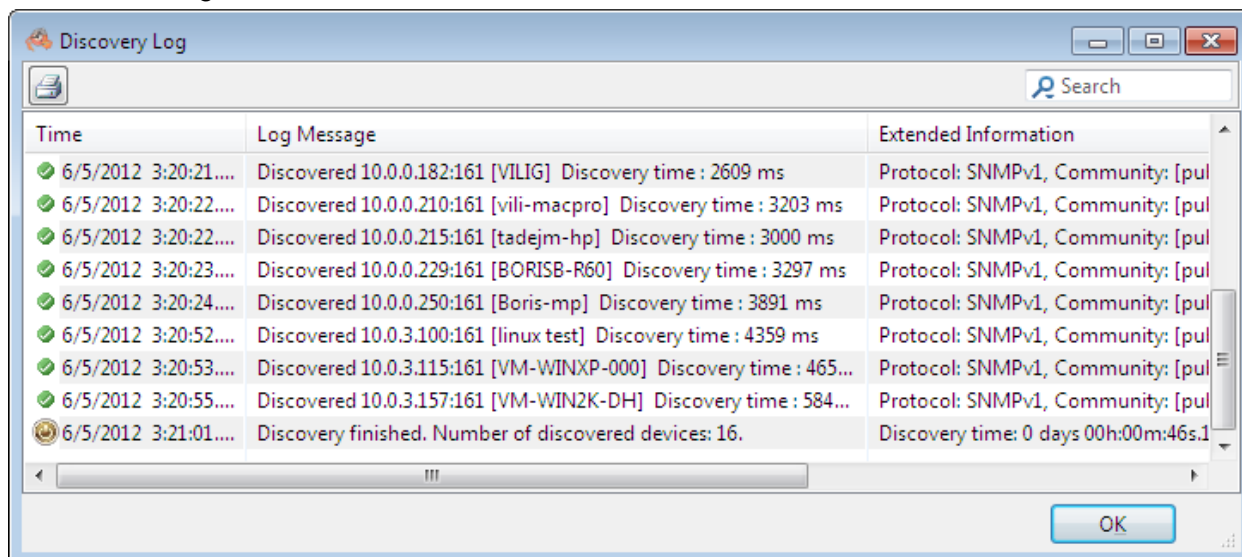 Discovery Log
Search
Time Log Message Extended Information
6/5/2012 3:20:21.... Discovered 10.0.0.182:161 [VILIG] Discovery time : 2609 ms Protocol: SNMPv1, Community: [pul
6/5/2012 3:20:22.... Discovered 10.0.0.210:161 [vili-macpro] Discovery time : 3203 ms Protocol: SNMPv1, Community: [pul
6/5/2012 3:20:22.... Discovered 10.0.0.215:161 [tadejm-hp] Discovery time : 3000 ms Protocol: SNMPv1, Community: [pul
6/5/2012 3:20:23.... Discovered 10.0.0.229:161 [BORISB-R60] Discovery time : 3297 ms Protocol: SNMPv1, Community: [pul
6/5/2012 3:20:24.... Discovered 10.0.0.250:161 [Boris-mp] Discovery time : 3891 ms Protocol: SNMPv1, Community: [pul
6/5/2012 3:20:52.... Discovered 10.0.3.100:161 [linux test] Discovery time : 4359 ms Protocol: SNMPv1, Community: [pul
6/5/2012 3:20:53.... Discovered 10.0.3.115:161 [VM-WINXP-000] Discovery time : 465... Protocol: SNMPv1, Community: [pul
6/5/2012 3:20:55.... Discovered 10.0.3.157:161 [VM-WIN2K-DH] Discovery time : 584... Protocol: SNMPv1, Community: [pul
6/5/2012 3:21:01.... Discovery finished. Number of discovered devices: 16. Discovery time: 0 days 00h:00m:46s.1
OK